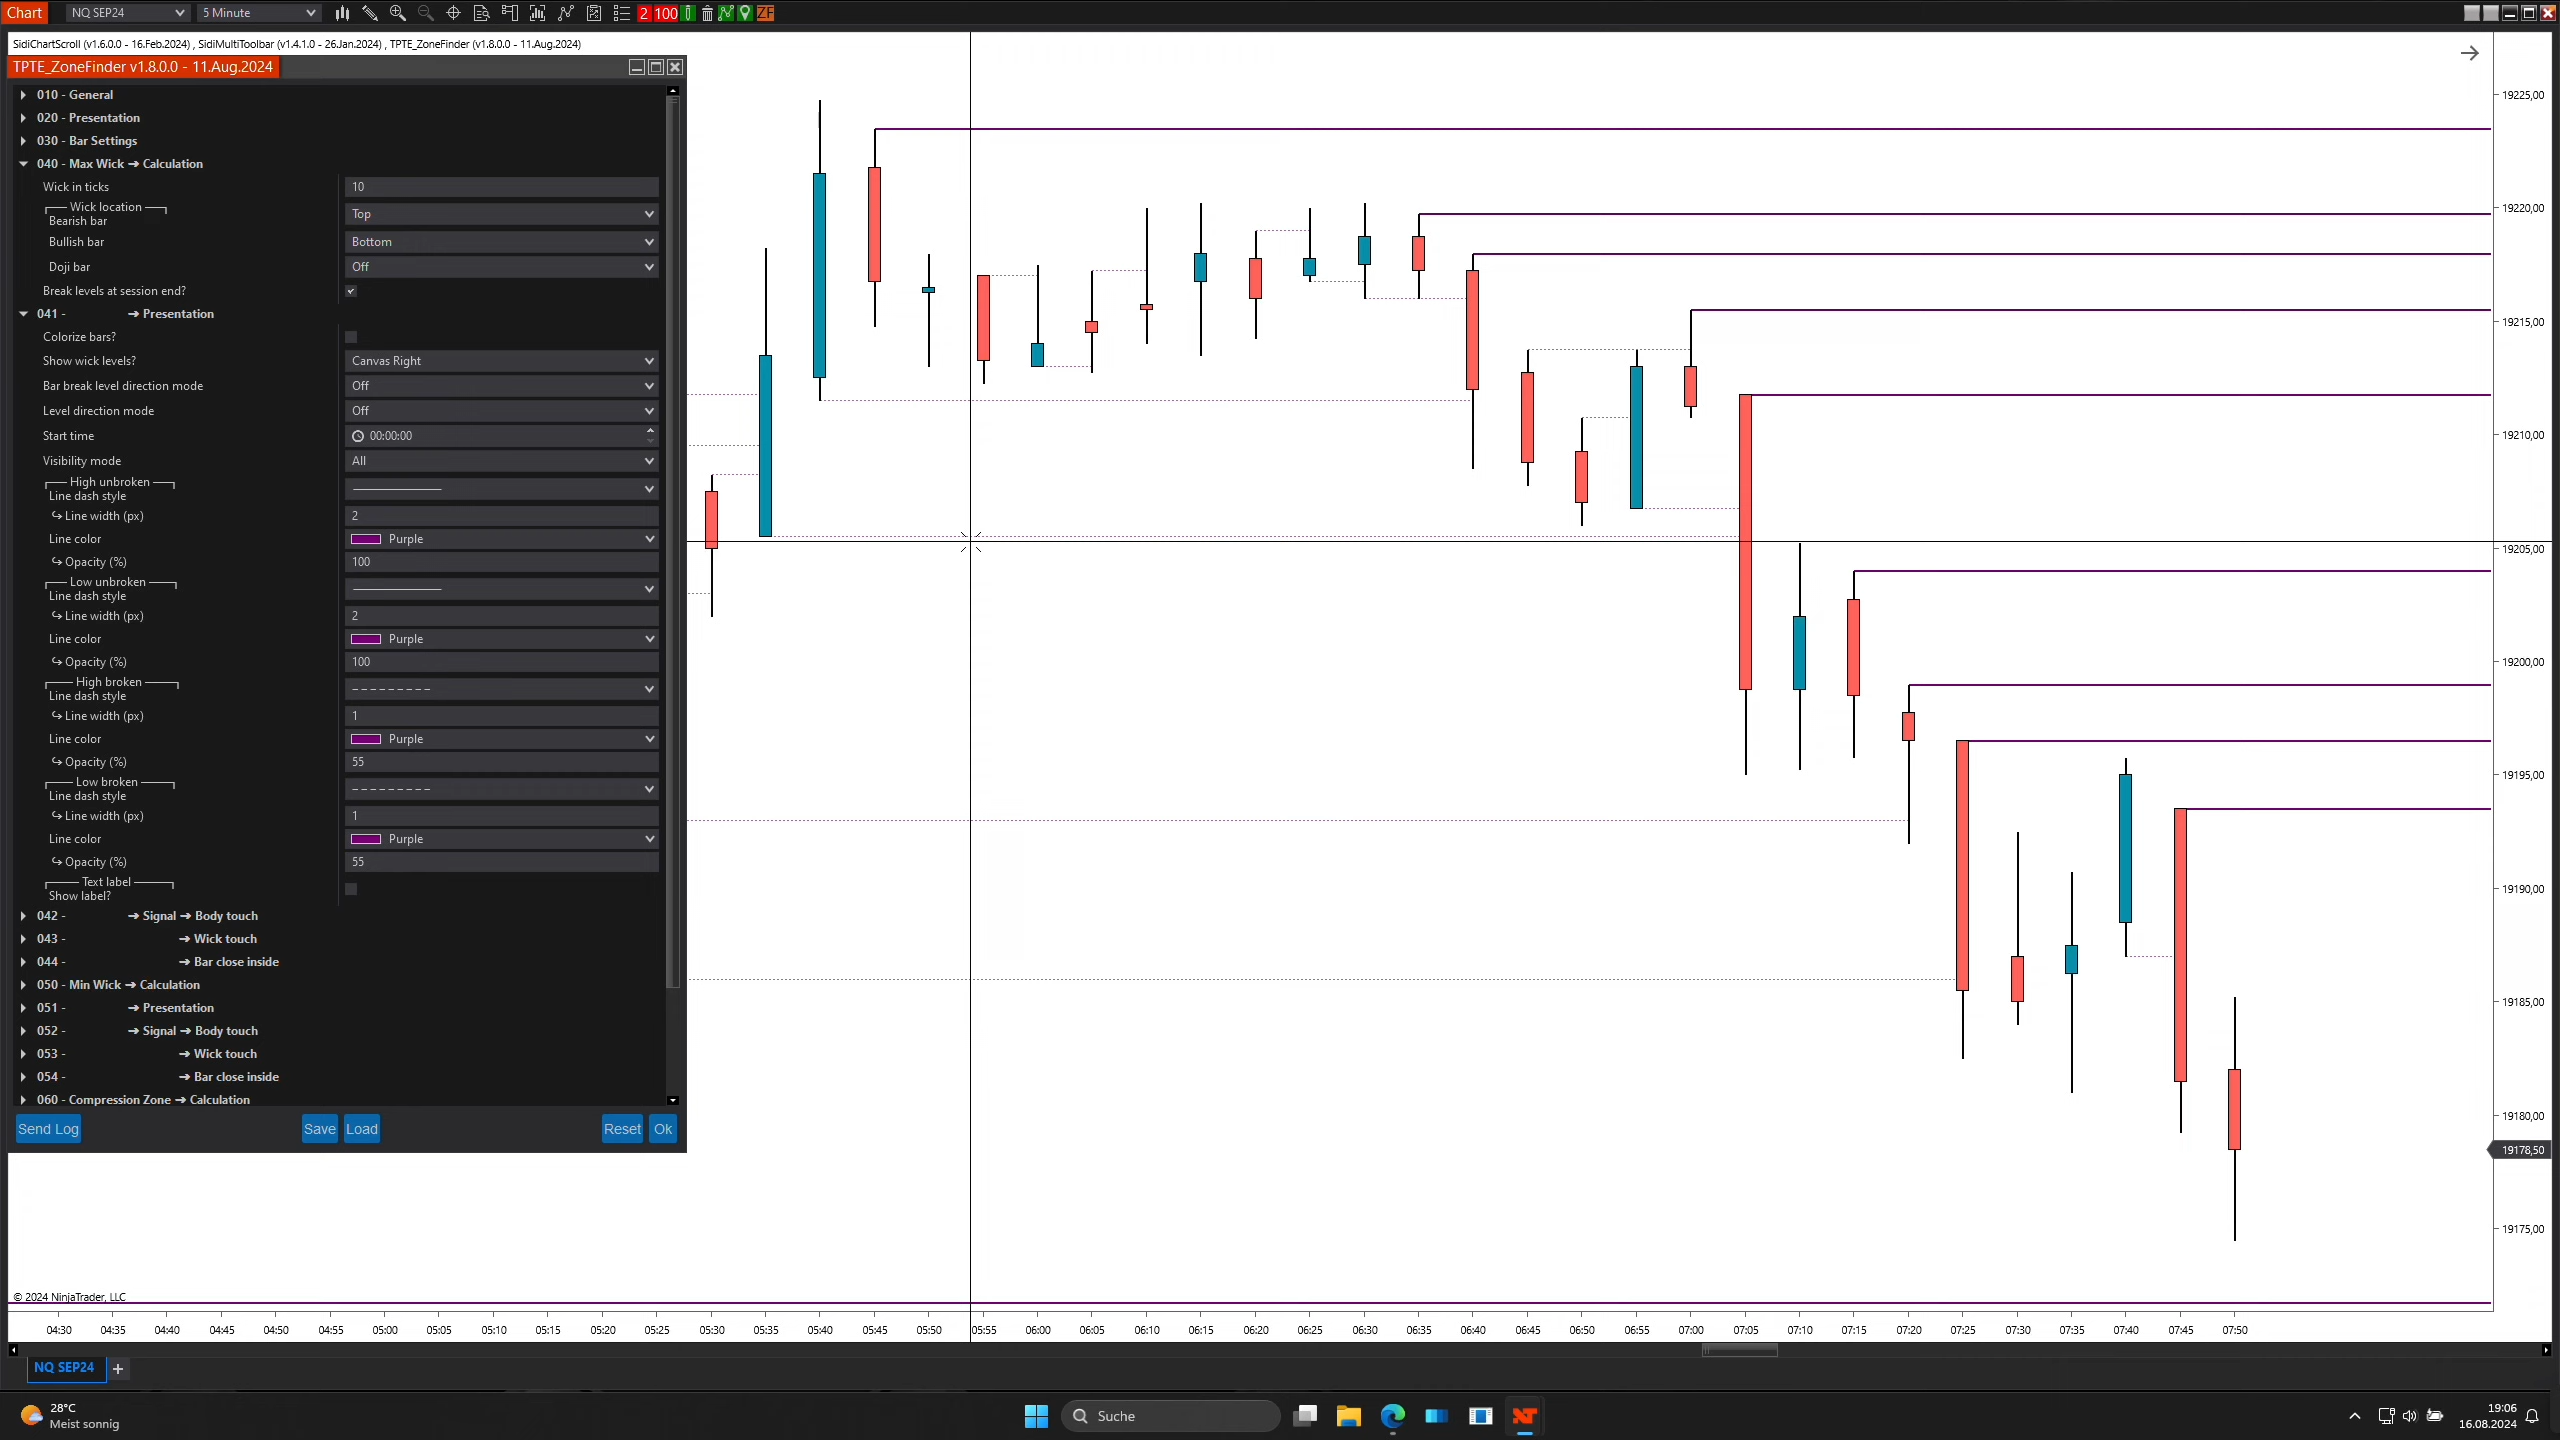 Chart NQ SEP24 5 Minute 2 100 ZF
SidiChartScroll (v1.6.0.0 - 16.Feb.2024) , SidiMultiToolbar (v1.4.1.0 - 26.Jan.2024) , TPTE_ZoneFinder (v1.8.0.0 - 11.Aug.2024)
TPTE_ZoneFinder v1.8.0.0 - 11.Aug.2024
010 - General
020 - Presentation
030 - Bar Settings
040 - Max Wick ➔ Calculation
Wick in ticks 10
Wick location
Bearish bar Top
Bullish bar Bottom
Doji bar Off
Break levels at session end?
041 - ➔ Presentation
Colorize bars?
Show wick levels? Canvas Right
Bar break level direction mode Off
Level direction mode Off
Start time 00:00:00
Visibility mode All
High unbroken
Line dash style
↪ Line width (px) 2
Line color Purple
↪ Opacity (%) 100
Low unbroken
Line dash style
↪ Line width (px) 2
Line color Purple
↪ Opacity (%) 100
High broken
Line dash style
↪ Line width (px) 1
Line color Purple
↪ Opacity (%) 55
Low broken
Line dash style
↪ Line width (px) 1
Line color Purple
↪ Opacity (%) 55
Text label
Show label?
042 - ➔ Signal ➔ Body touch
043 - ➔ Wick touch
044 - ➔ Bar close inside
050 - Min Wick ➔ Calculation
051 - ➔ Presentation
052 - ➔ Signal ➔ Body touch
053 - ➔ Wick touch
054 - ➔ Bar close inside
060 - Compression Zone ➔ Calculation
Send Log Save Load Reset Ok
19225,00
19220,00
19215,00
19210,00
19205,00
19200,00
19195,00
19190,00
19185,00
19180,00
19178,50
19175,00
© 2024 NinjaTrader, LLC
04:30 04:35 04:40 04:45 04:50 04:55 05:00 05:05 05:10 05:15 05:20 05:25 05:30 05:35 05:40 05:45 05:50 05:55 06:00 06:05 06:10 06:15 06:20 06:25 06:30 06:35 06:40 06:45 06:50 06:55 07:00 07:05 07:10 07:15 07:20 07:25 07:30 07:35 07:40 07:45 07:50
NQ SEP24 +
28°C
Meist sonnig
Suche
19:06
16.08.2024